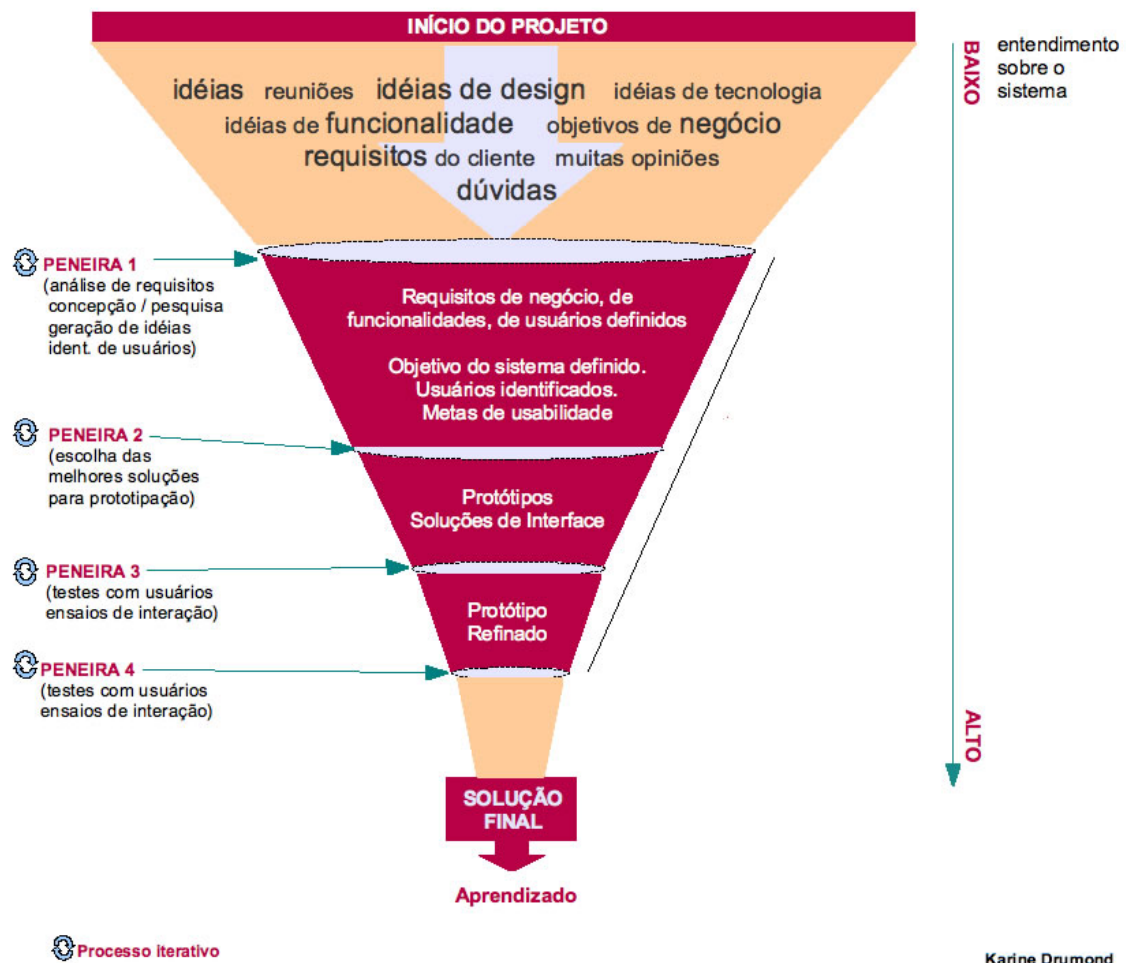 INÍCIO DO PROJETO
idéias reuniões idéias de design idéias de tecnologia
idéias de funcionalidade objetivos de negócio
requisitos do cliente muitas opiniões
dúvidas
BAIXO
entendimento
sobre o
sistema
PENEIRA 1
(análise de requisitos
concepção / pesquisa
geração de idéias
ident. de usuários)
Requisitos de negócio, de
funcionalidades, de usuários definidos
Objetivo do sistema definido.
Usuários identificados.
Metas de usabilidade
PENEIRA 2
(escolha das
melhores soluções
para prototipação)
Protótipos
Soluções de Interface
PENEIRA 3
(testes com usuários
ensaios de interação)
Protótipo
Refinado
PENEIRA 4
(testes com usuários
ensaios de interação)
ALTO
SOLUÇÃO
FINAL
Aprendizado
Processo iterativo
Karine Drumond